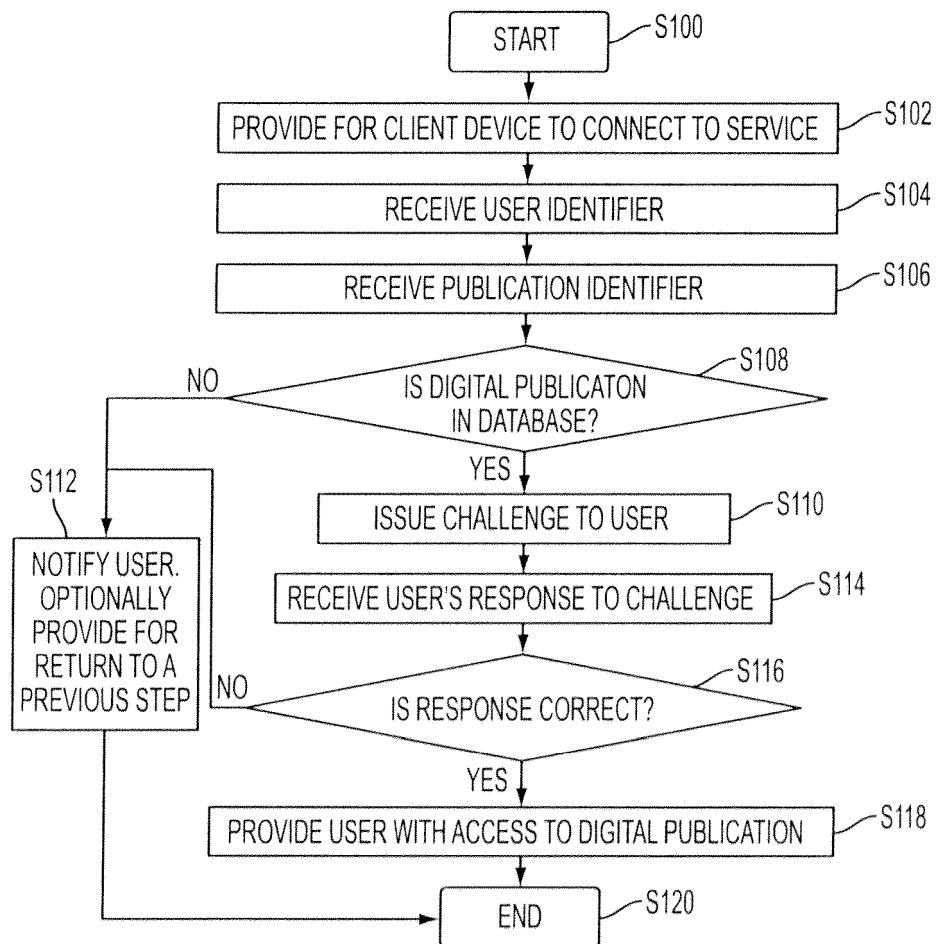 START
S100
PROVIDE FOR CLIENT DEVICE TO CONNECT TO SERVICE
S102
RECEIVE USER IDENTIFIER
S104
RECEIVE PUBLICATION IDENTIFIER
S106
S108
NO
IS DIGITAL PUBLICATON
IN DATABASE?
YES
S112
ISSUE CHALLENGE TO USER
S110
NOTIFY USER.
OPTIONALLY
PROVIDE FOR
RETURN TO A
PREVIOUS STEP
RECEIVE USER'S RESPONSE TO CHALLENGE
S114
NO
S116
IS RESPONSE CORRECT?
YES
PROVIDE USER WITH ACCESS TO DIGITAL PUBLICATION
S118
END
S120